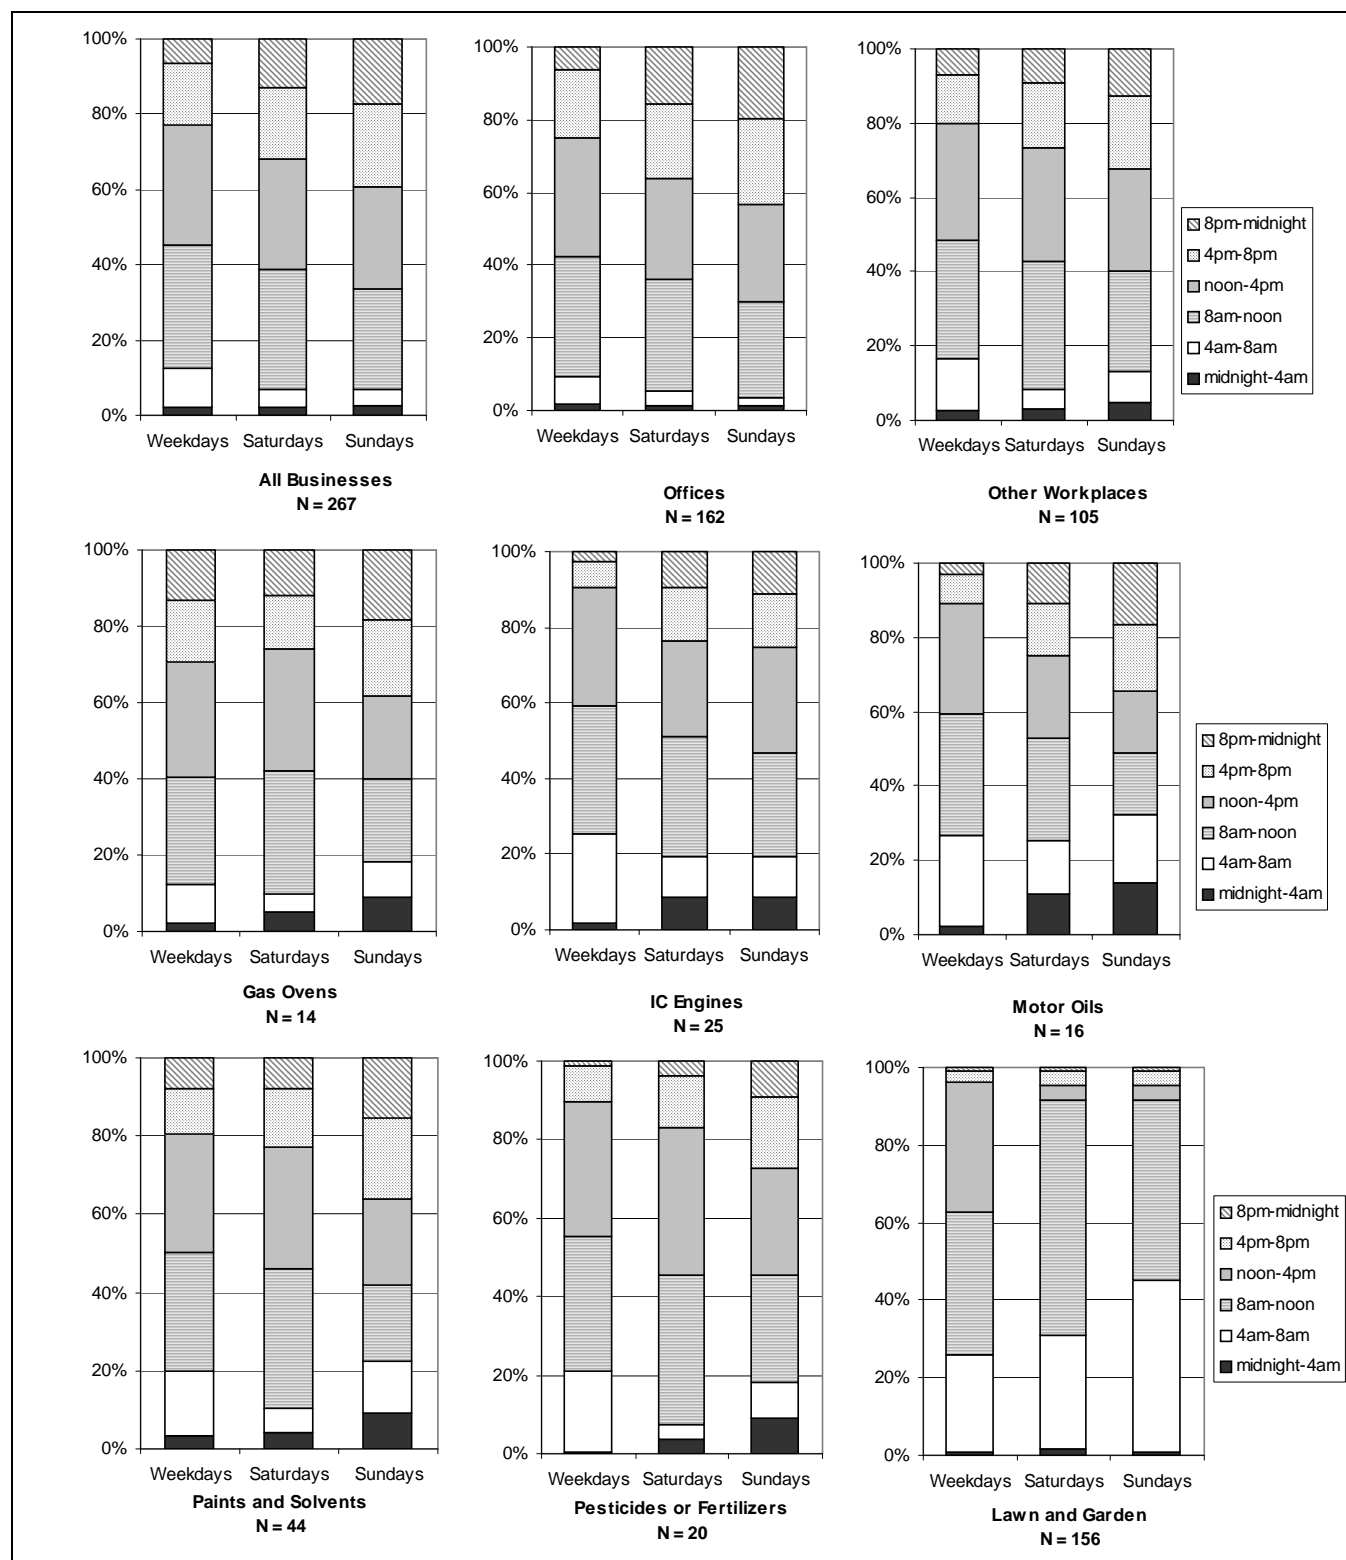 100%
80%
60%
40%
20%
0%
Weekdays Saturdays Sundays
All Businesses
N = 267
100%
80%
60%
40%
20%
0%
Weekdays Saturdays Sundays
Offices
N = 162
100%
80%
60%
40%
20%
0%
Weekdays Saturdays Sundays
Other Workplaces
N = 105
8pm-midnight
4pm-8pm
noon-4pm
8am-noon
4am-8am
midnight-4am
100%
80%
60%
40%
20%
0%
Weekdays Saturdays Sundays
Gas Ovens
N = 14
100%
80%
60%
40%
20%
0%
Weekdays Saturdays Sundays
IC Engines
N = 25
100%
80%
60%
40%
20%
0%
Weekdays Saturdays Sundays
Motor Oils
N = 16
8pm-midnight
4pm-8pm
noon-4pm
8am-noon
4am-8am
midnight-4am
100%
80%
60%
40%
20%
0%
Weekdays Saturdays Sundays
Paints and Solvents
N = 44
100%
80%
60%
40%
20%
0%
Weekdays Saturdays Sundays
Pesticides or Fertilizers
N = 20
100%
80%
60%
40%
20%
0%
Weekdays Saturdays Sundays
Lawn and Garden
N = 156
8pm-midnight
4pm-8pm
noon-4pm
8am-noon
4am-8am
midnight-4am